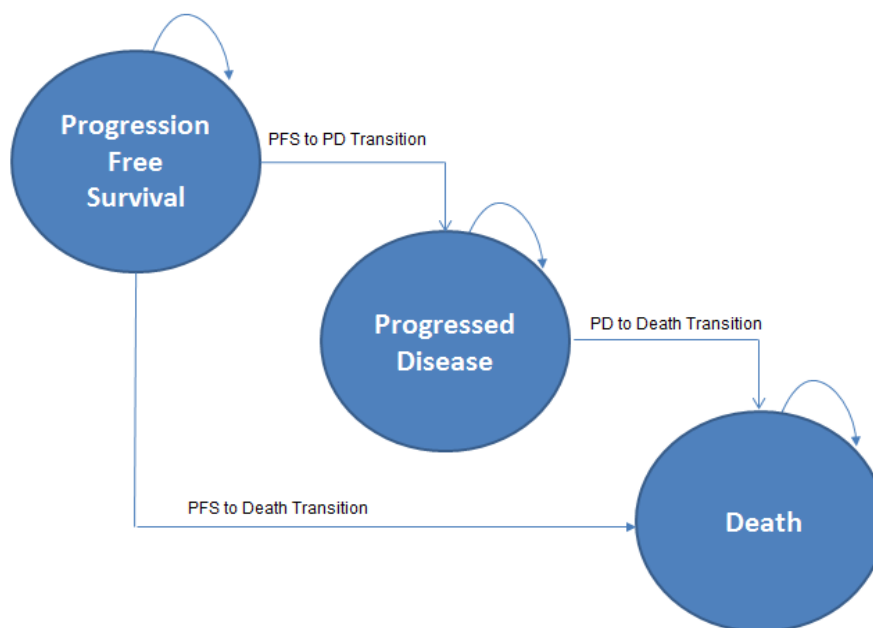 Progression
Free
Survival
PFS to PD Transition
Progressed
Disease
PD to Death Transition
PFS to Death Transition
Death